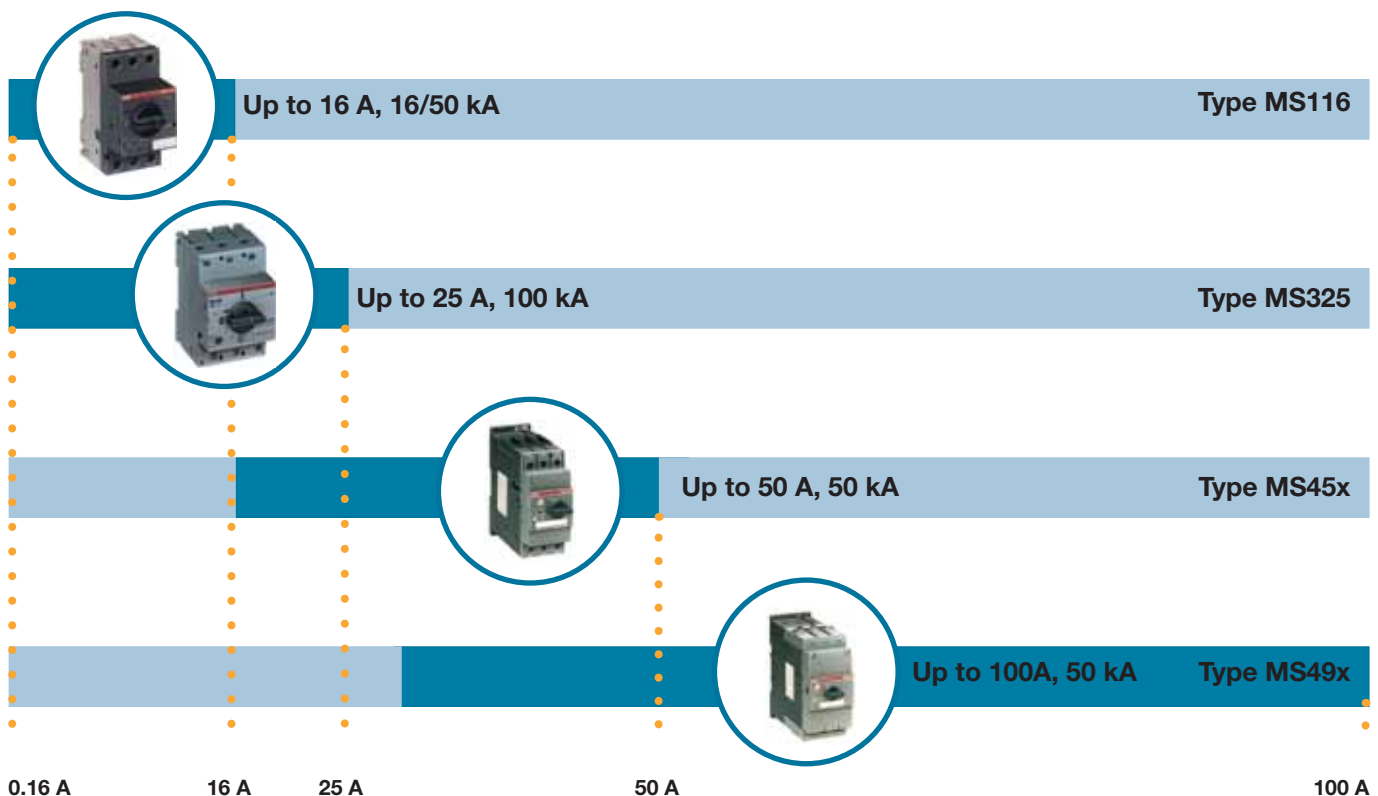 Up to 16 A, 16/50 kA Type MS116
Up to 25 A, 100 kA Type MS325
Up to 50 A, 50 kA Type MS45x
Up to 100A, 50 kA Type MS49x
0.16 A 16 A 25 A 50 A 100 A